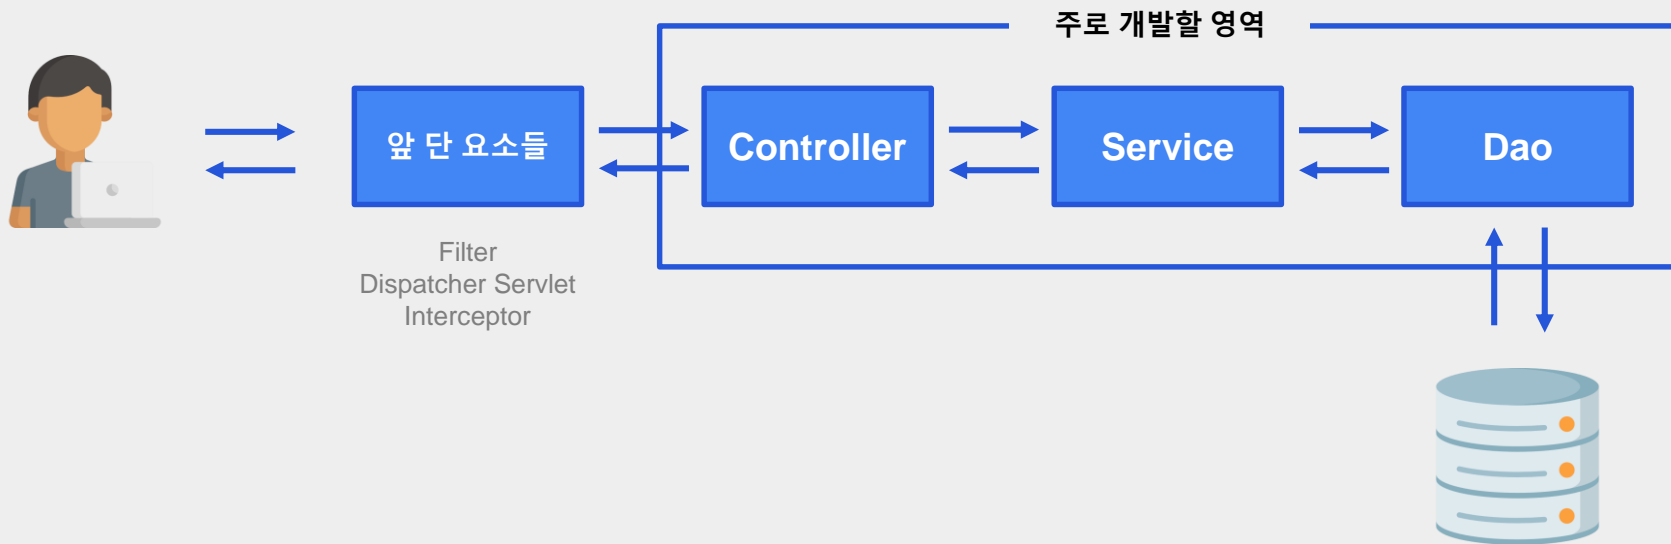 주로 개발할 영역
앞 단 요소들
Controller
Service
Dao
Filter
Dispatcher Servlet
Interceptor